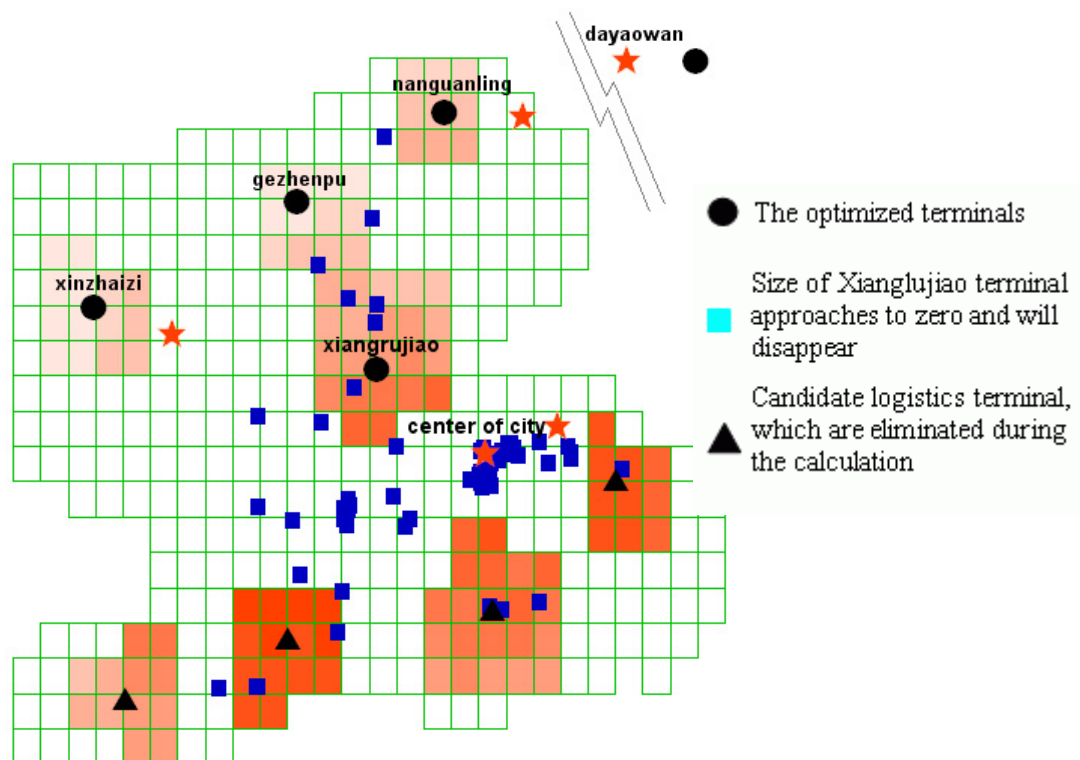 dayaowan
nanguanling
gezhenpu
The optimized terminals
xinzhaizi
Size of Xianglujiao terminal
approaches to zero and will
disappear
xiangrujiao
Candidate logistics terminal,
which are eliminated during
the calculation
center of city